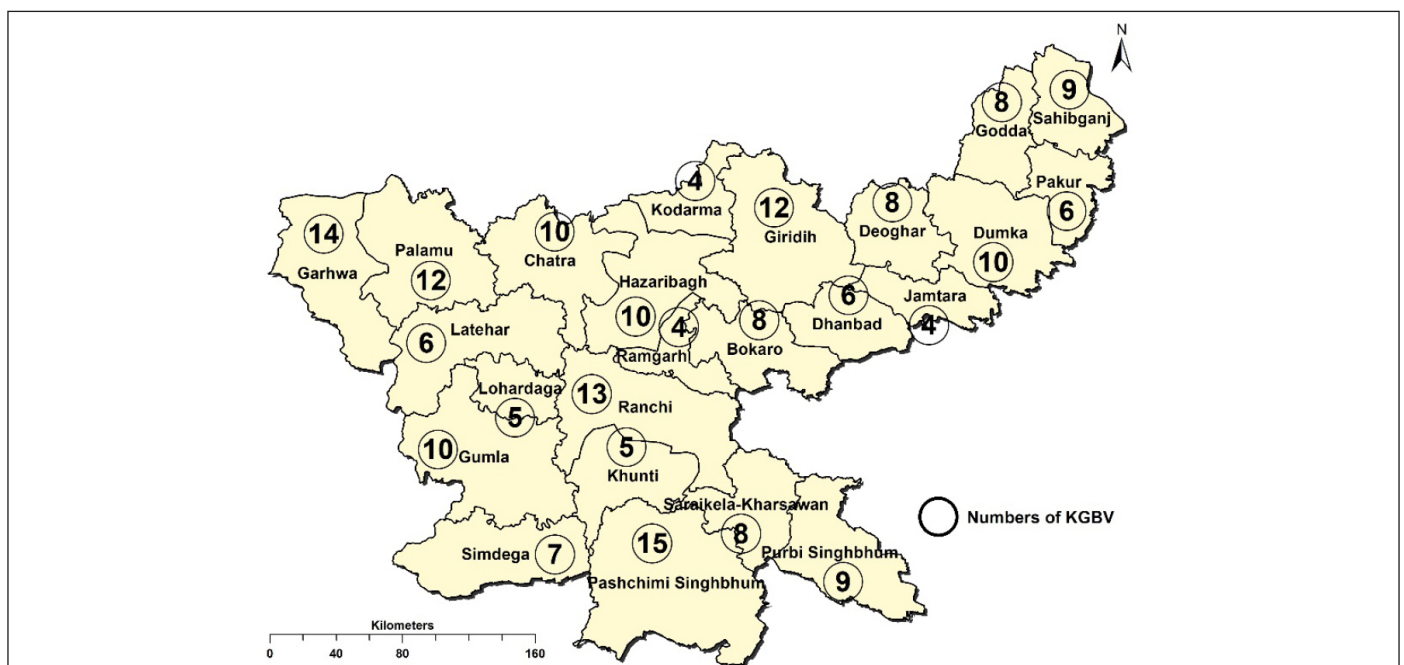 N
9
8
Sahibganj
Godda
4
Pakur
Kodarma
12
8
6
Giridih
Deoghar
Dumka
14
10
Palamu
Chatra
10
Garhwa
12
Hazaribagh
6
Jamtara
10
4
8
Dhanbad
4
Latehar
6
Ramgarh
Bokaro
Lohardaga
13
Ranchi
5
10
Gumla
5
Khunti
Saraikela-Kharsawan
Numbers of KGBV
15
8
Simdega
7
Purbi Singhbhum
Pashchimi Singhbhum
9
Kilometers
0 40 80 160